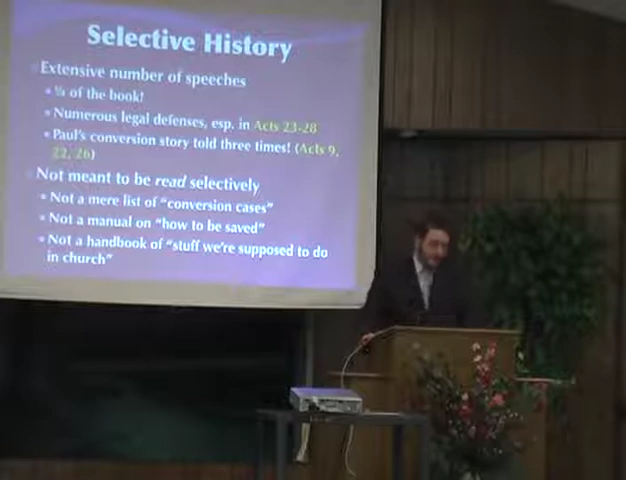 Selective History
Extensive number of speeches
of the book!
Numerous legal defenses, esp. in Acts 23-28
Paul's conversion story told three times! (Acts 9,
22, 26)
Not meant to be read selectively
Not a mere list of "conversion cases"
Not a manual on "how to be saved"
Not a handbook of "stuff we're supposed to do
in church"